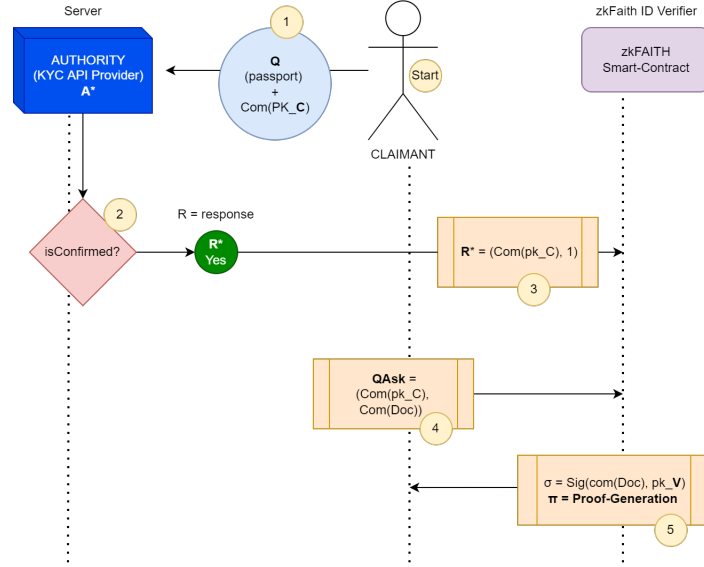 Server
zkFaith ID Verifier
1
AUTHORITY
(KYC API Provider)
A*
Q
(passport)
+
Com(PK_C)
Start
zkFAITH
Smart-Contract
CLAIMANT
2
R = response
isConfirmed?
R*
Yes
R* = (Com(pk_C), 1)
3
QAsk =
(Com(pk_C),
Com(Doc))
4
σ = Sig(com(Doc), pk_V)
π = Proof-Generation
5